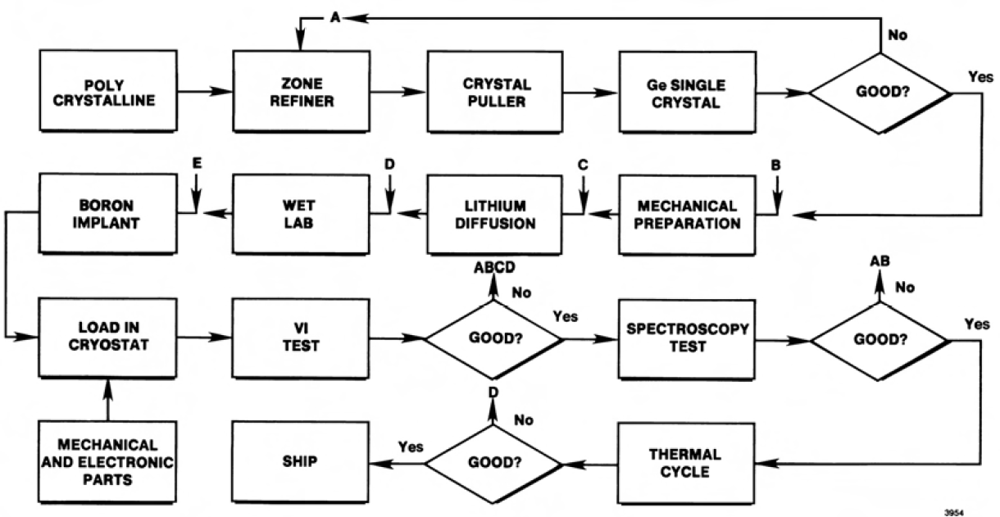 A
No
POLY
CRYSTALLINE
ZONE
REFINER
CRYSTAL
PULLER
Ge SINGLE
CRYSTAL
GOOD?
Yes
E
D
C
B
BORON
IMPLANT
WET
LAB
LITHIUM
DIFFUSION
MECHANICAL
PREPARATION
ABCD
No
AB
No
LOAD IN
CRYOSTAT
VI
TEST
GOOD?
Yes
SPECTROSCOPY
TEST
GOOD?
Yes
D
No
MECHANICAL
AND ELECTRONIC
PARTS
SHIP
Yes
GOOD?
THERMAL
CYCLE
3954